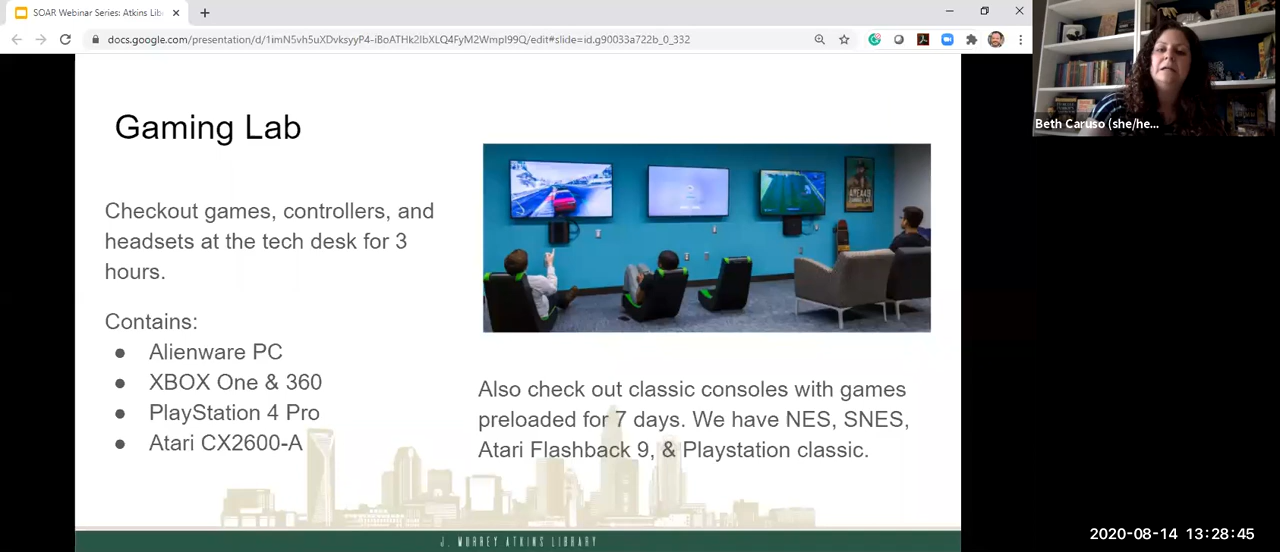 SOAR Webinar Series: Atkins Lib
docs.google.com/presentation/d/1imN5vh5uXDvksyyP4-iBoATHk2lbXLQ4FyM2WmpI99Q/edit#slide=id.g90033a722b_0_332
Beth Caruso (she/he...
Gaming Lab
Checkout games, controllers, and
headsets at the tech desk for 3
hours.
Contains:
● Alienware PC
● XBOX One & 360
● PlayStation 4 Pro
● Atari CX2600-A
Also check out classic consoles with games
preloaded for 7 days. We have NES, SNES,
Atari Flashback 9, & Playstation classic.
J. MURREY ATKINS LIBRARY
2020-08-14 13:28:45